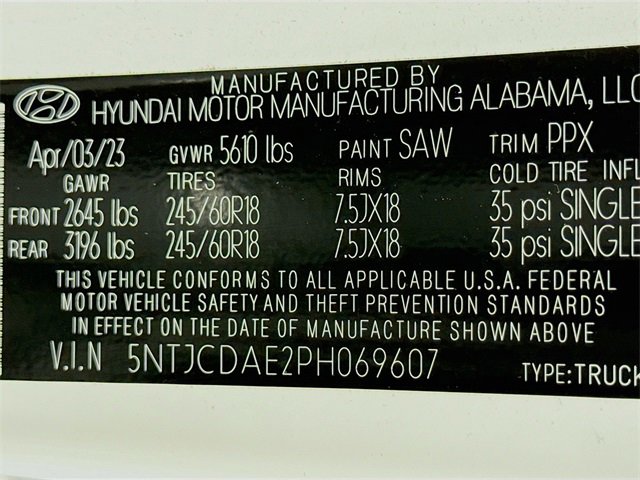 MANUFACTURED BY
HYUNDAI MOTOR MANUFACTURING ALABAMA, LLC
Apr/03/23 GVWR 5610 lbs PAINT SAW TRIM PPX
GAWR TIRES RIMS COLD TIRE INFL
FRONT 2645 lbs 245/60R18 7.5JX18 35 psi SINGLE
REAR 3196 lbs 245/60R18 7.5JX18 35 psi SINGLE
THIS VEHICLE CONFORMS TO ALL APPLICABLE U.S.A. FEDERAL
MOTOR VEHICLE SAFETY AND THEFT PREVENTION STANDARDS
IN EFFECT ON THE DATE OF MANUFACTURE SHOWN ABOVE
V.I.N 5NTJCDAE2PH069607
TYPE:TRUCK